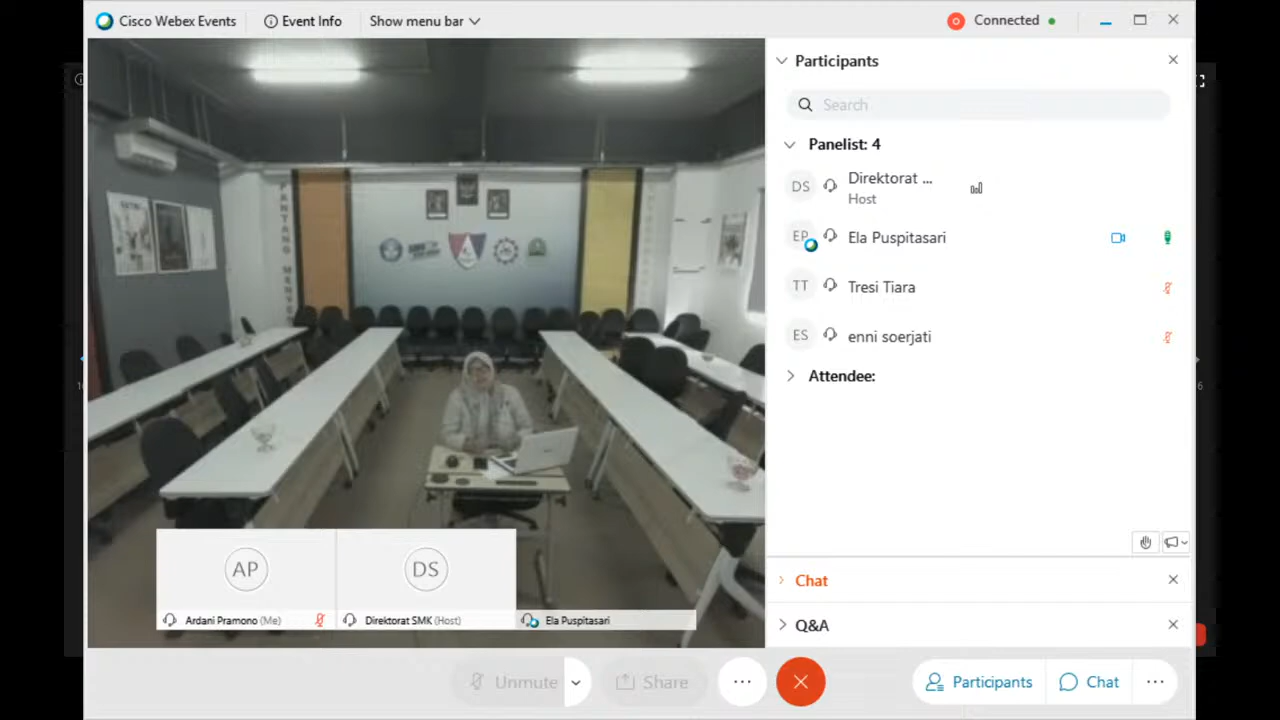 Cisco Webex Events
Event Info
Show menu bar
Connected
Participants
Search
Panelist: 4
DS
Direktorat ...
Host
EP
Ela Puspitasari
TT
Tresi Tiara
ES
enni soerjati
Attendee:
AP
DS
Ardani Pramono (Me)
Direktorat SMK (Host)
Ela Puspitasari
Chat
Q&A
Unmute
Share
Participants
Chat